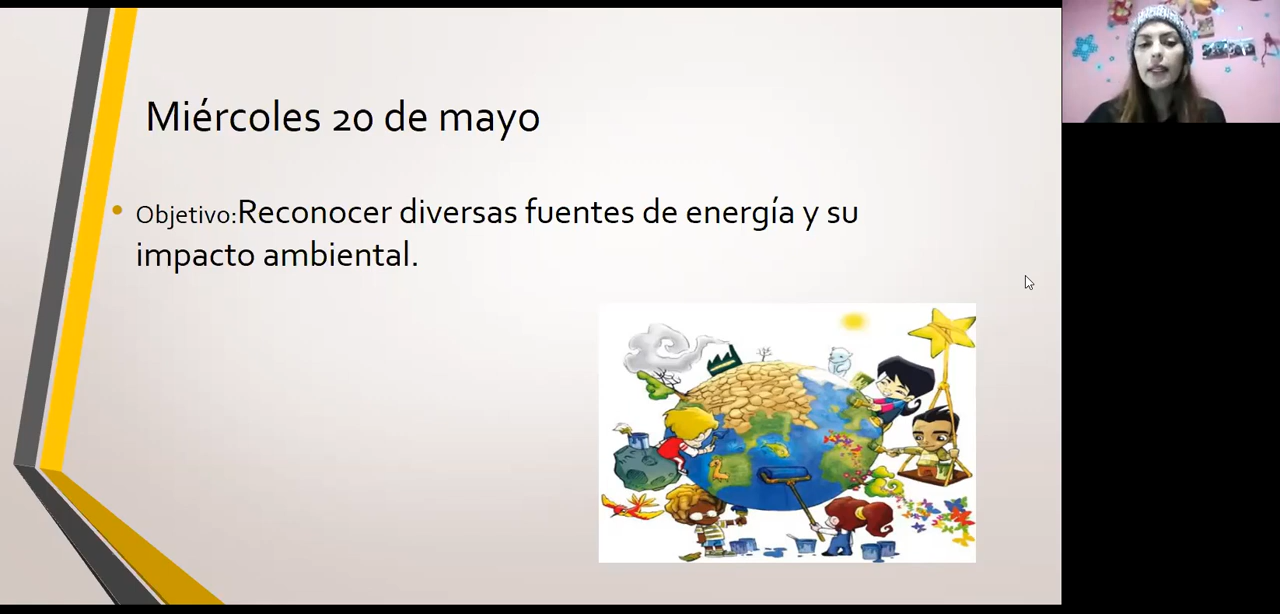 Miércoles 20 de mayo
• Objetivo:Reconocer diversas fuentes de energía y su
impacto ambiental.